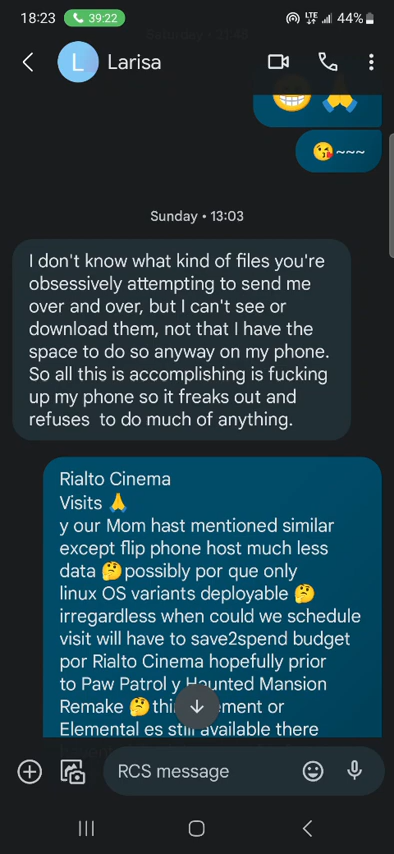 18:23 39:22 LTE 44%
L Larisa
😁 🙏
😘~~~
Sunday • 13:03
I don't know what kind of files you're
obsessively attempting to send me
over and over, but I can't see or
download them, not that I have the
space to do so anyway on my phone.
So all this is accomplishing is fucking
up my phone so it freaks out and
refuses  to do much of anything.
Rialto Cinema
Visits 🙏
y our Mom hast mentioned similar
except flip phone host much less
data 🤔possibly por que only
linux OS variants deployable 🤔
irregardless when could we schedule
visit will have to save2spend budget
por Rialto Cinema hopefully prior
to Paw Patrol y Haunted Mansion
Remake 🤔 or
Elemental es still available there
RCS message